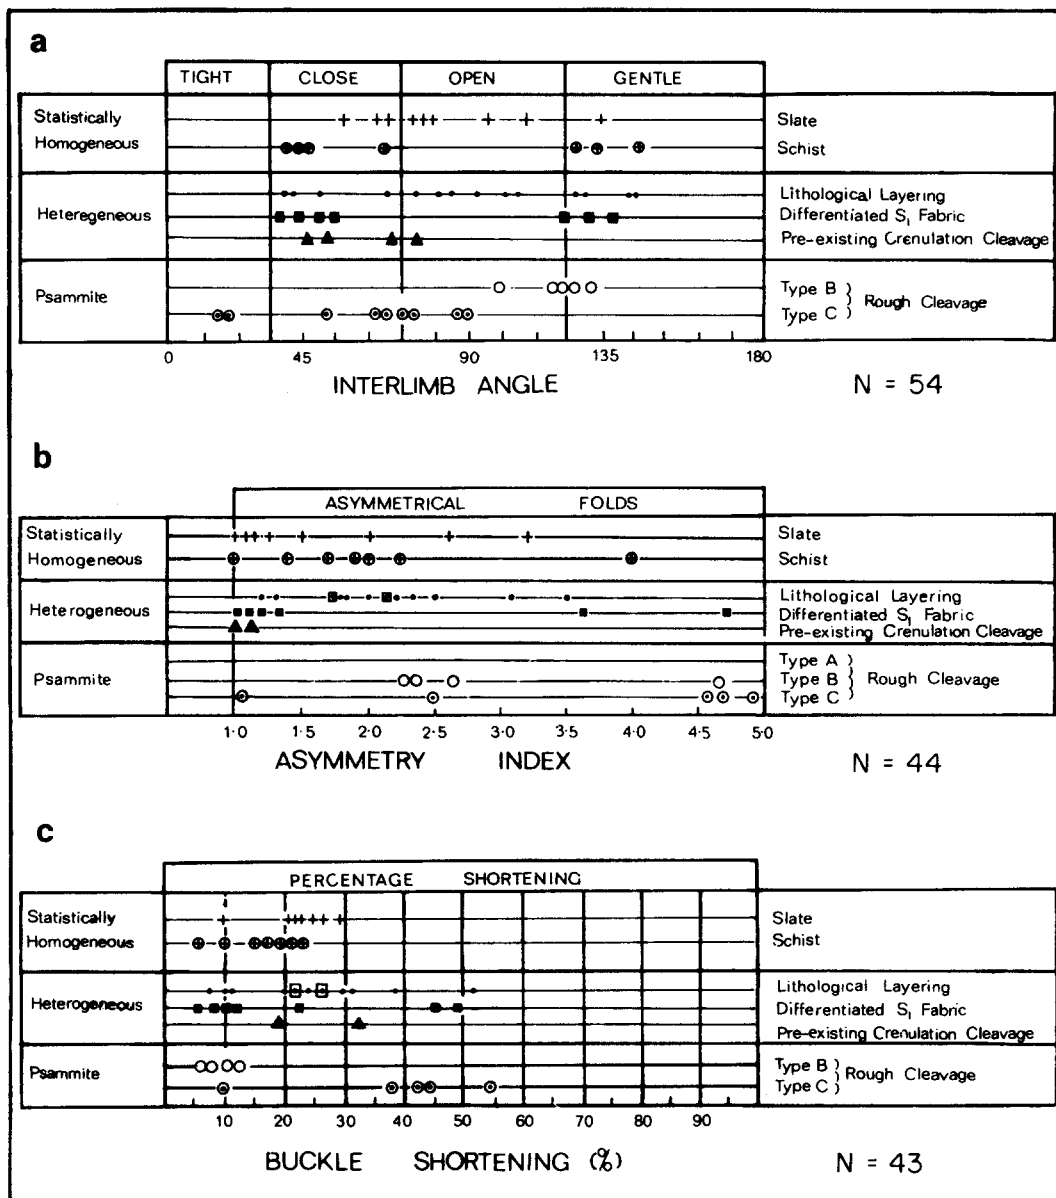 a
TIGHT CLOSE OPEN GENTLE
Statistically Slate
Homogeneous Schist
Lithological Layering
Heteregeneous Differentiated S₁ Fabric
Pre-existing Crenulation Cleavage
Psammite Type B ) Rough Cleavage
Type C )
0 45 90 135 180
INTERLIMB ANGLE N = 54
b
ASYMMETRICAL FOLDS
Statistically Slate
Homogeneous Schist
Lithological Layering
Heterogeneous Differentiated S₁ Fabric
Pre-existing Crenulation Cleavage
Type A )
Psammite Type B ) Rough Cleavage
Type C )
1·0 1·5 2·0 2·5 3·0 3·5 4·0 4·5 5·0
ASYMMETRY INDEX N = 44
c
PERCENTAGE SHORTENING
Statistically Slate
Homogeneous Schist
Lithological Layering
Heterogeneous Differentiated S₁ Fabric
Pre-existing Crenulation Cleavage
Psammite Type B ) Rough Cleavage
Type C )
10 20 30 40 50 60 70 80 90
BUCKLE SHORTENING (%) N = 43